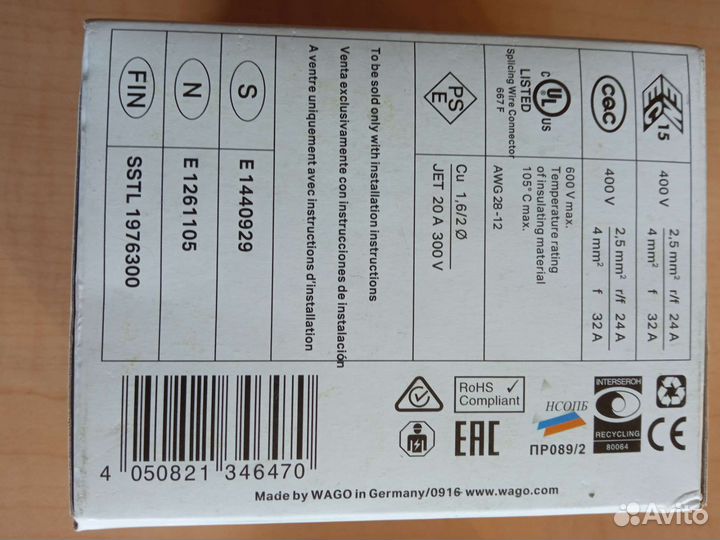 ENEC 15
400 V
2,5 mm² r/f 24 A
4 mm² f 32 A
CQC
400 V
2,5 mm² r/f 24 A
4 mm² f 32 A
C UL US
LISTED
Splicing Wire Connector
667 F
600 V max.
Temperature rating
of insulating material
105°C max.
AWG 28 -12
PS
E
Cu 1,6/2 Ø
JET 20 A 300 V
To be sold only with installation instructions
Venta exclusivamente con instrucciones de instalación
A ventre uniquement avec instructions d'installation
S
E 1440929
N
E 1261105
FIN
SSTL 1976300
4 050821 346470
RoHS
Compliant
EAC
НСОПБ
ПР089/2
INTERSEROH
RECYCLING
80064
CE
Made by WAGO in Germany/0916 www.wago.com
Avito